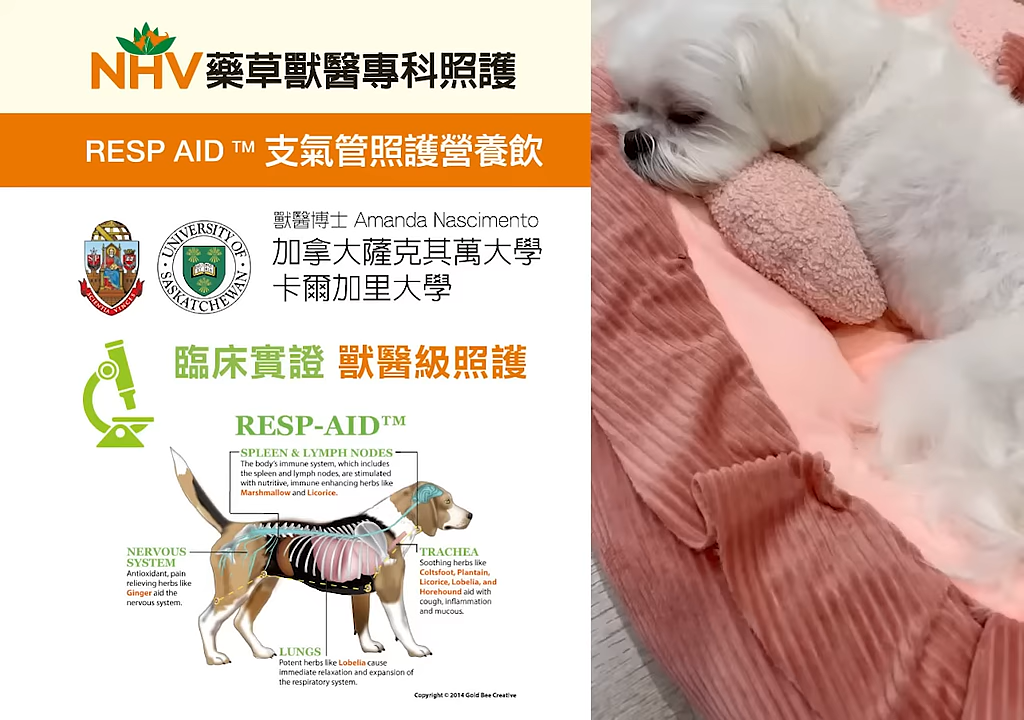 NHV藥草獸醫專科照護
RESP AID ™ 支氣管照護營養飲
獸醫博士 Amanda Nascimento
加拿大薩克其萬大學
卡爾加里大學
UNIVERSITY OF SASKATCHEWAN
SCIENTIA VINCES
臨床實證 獸醫級照護
RESP-AID™
SPLEEN & LYMPH NODES
The body's immune system, which includes
the spleen and lymph nodes, are stimulated
with nutritive, immune enhancing herbs like
Marshmallow and Licorice.
NERVOUS
SYSTEM
Antioxidant, pain
relieving herbs like
Ginger aid the
nervous system.
TRACHEA
Soothing herbs like
Coltsfoot, Plantain,
Licorice, Lobelia, and
Horehound aid with
cough, inflammation
and mucous.
LUNGS
Potent herbs like Lobelia cause
immediate relaxation and expansion of
the respiratory system.
Copyright © 2014 Gold Bee Creative